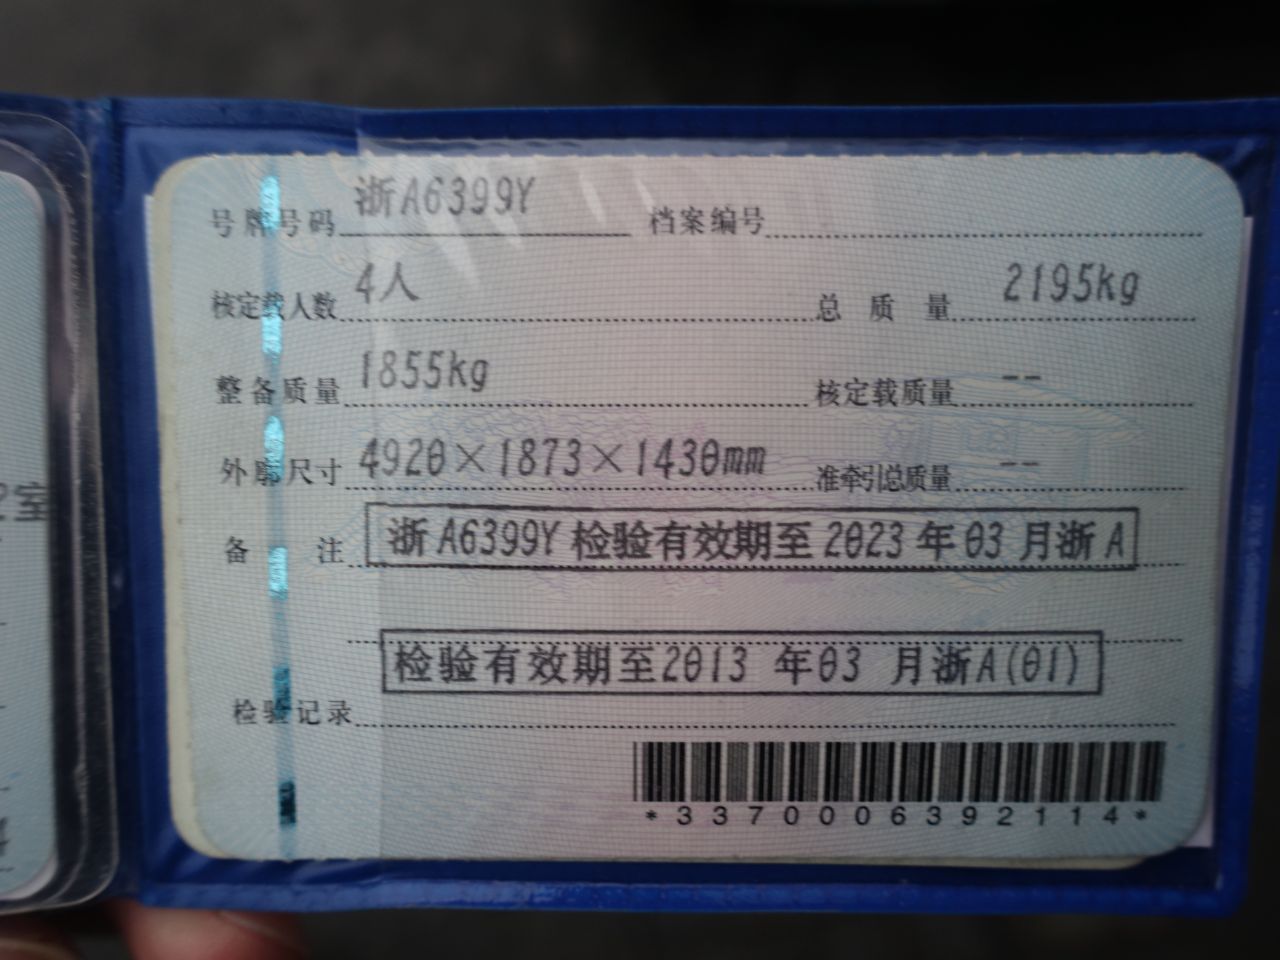 号牌号码 浙A6399Y 档案编号
核定载人数 4人 总质量 2195kg
整备质量 1855kg 核定载质量 --
外廓尺寸 4920×1873×1430mm 准牵引总质量 --
备注 浙A6399Y 检验有效期至2023年03月浙A
检验有效期至2013 年03 月浙A(01)
检验记录
*3370006392114*
室